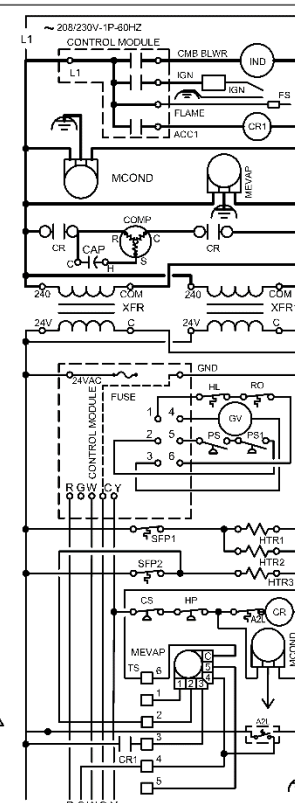 ~ 208/230V-1P-60HZ
L1
CONTROL MODULE
CMB BLWR
IND
L1
IGN
IGN
FS
FLAME
CR1
ACC1
MCOND
MEVAP
COMP
R C
S
CR
CAP
C H
CR
240 COM
XFR
240 COM
XFR
24V C
24V C
GND
24VAC
FUSE
CONTROL MODULE
HL RO
1 4
GV
2 5
PS PS1
3 6
R G W C Y
SFP1
HTR1
HTR2
SFP2
HTR3
CS HP
A2L
CR
MCOND
MEVAP
TS
6
C
5
4
1 2 3
1
2
A2L
3
CR1
4
5
R G W C Y